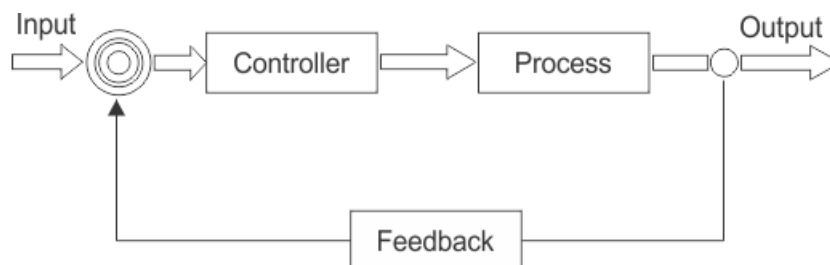 Input
Controller
Process
Output
Feedback